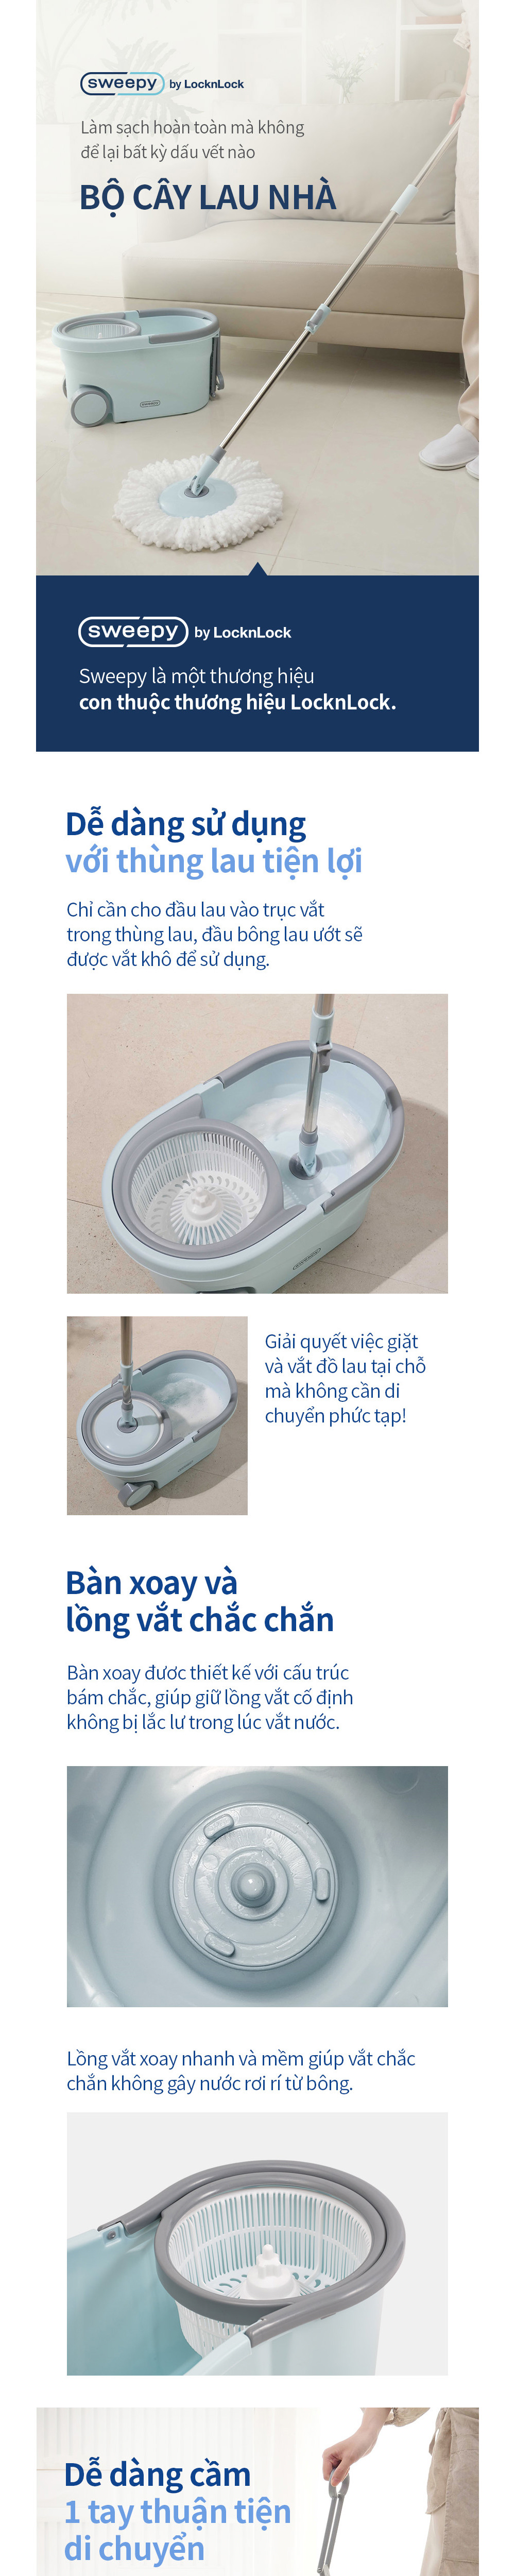 sweepy by LocknLock
Làm sạch hoàn toàn mà không
để lại bất kỳ dấu vết nào
BỘ CÂY LAU NHÀ
sweepy
sweepy by LocknLock
Sweepy là một thương hiệu
con thuộc thương hiệu LocknLock.
Dễ dàng sử dụng
với thùng lau tiện lợi
Chỉ cần cho đầu lau vào trục vắt
trong thùng lau, đầu bông lau ướt sẽ
được vắt khô để sử dụng.
Giải quyết việc giặt
và vắt đồ lau tại chỗ
mà không cần di
chuyển phức tạp!
Bàn xoay và
lồng vắt chắc chắn
Bàn xoay đươc thiết kế với cấu trúc
bám chắc, giúp giữ lồng vắt cố định
không bị lắc lư trong lúc vắt nước.
Lồng vắt xoay nhanh và mềm giúp vắt chắc
chắn không gây nước rơi rí từ bông.
Dễ dàng cầm
1 tay thuận tiện
di chuyển